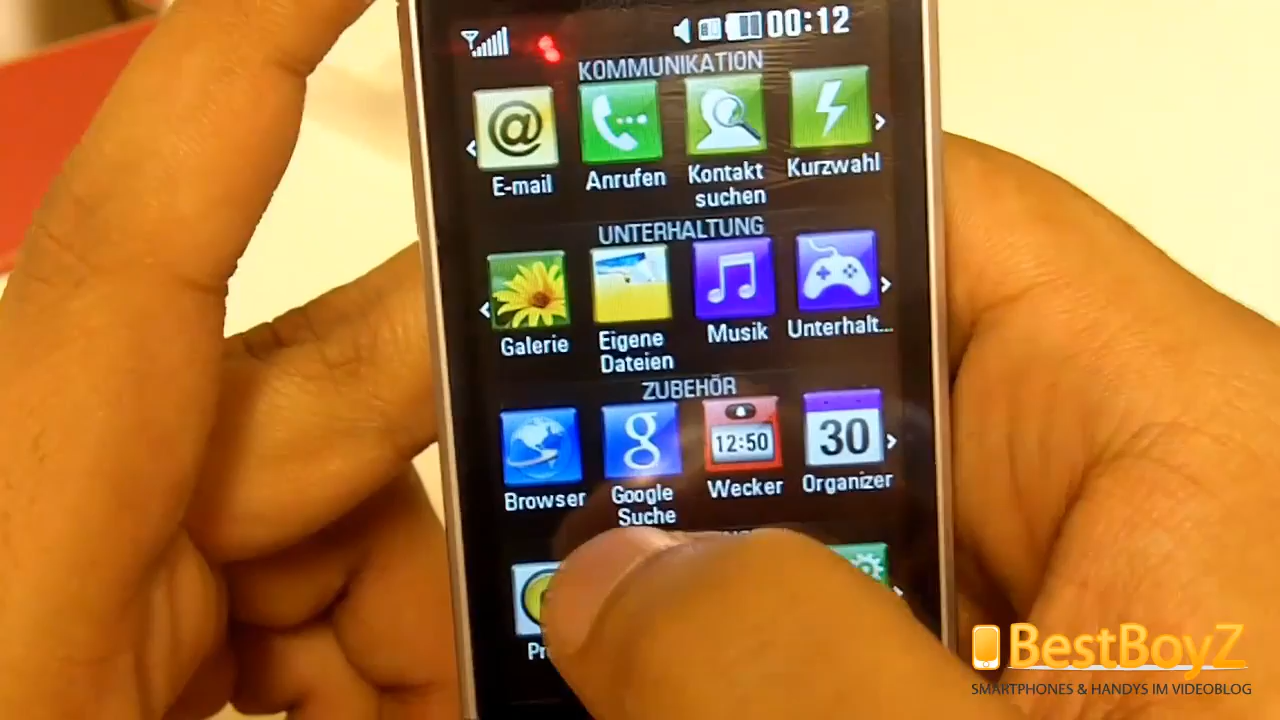 00:12
KOMMUNIKATION
@
E-mail
Anrufen
Kontakt
suchen
Kurzwahl
UNTERHALTUNG
Galerie
Eigene
Dateien
Musik
Unterhalt...
ZUBEHÖR
g
12:50
30
Browser
Google
Suche
Wecker
Organizer
BestBoyZ
SMARTPHONES & HANDYS IM VIDEOBLOG